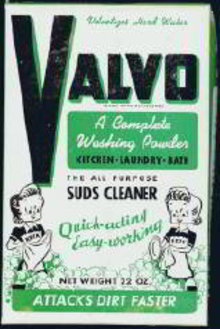 Velvetizes Hard Water
VALVO
A Complete
Washing Powder
KITCHEN · LAUNDRY · BATH
THE ALL PURPOSE
SUDS CLEANER
Quick-acting
Easy-working
NET WEIGHT 22 OZ.
ATTACKS DIRT FASTER